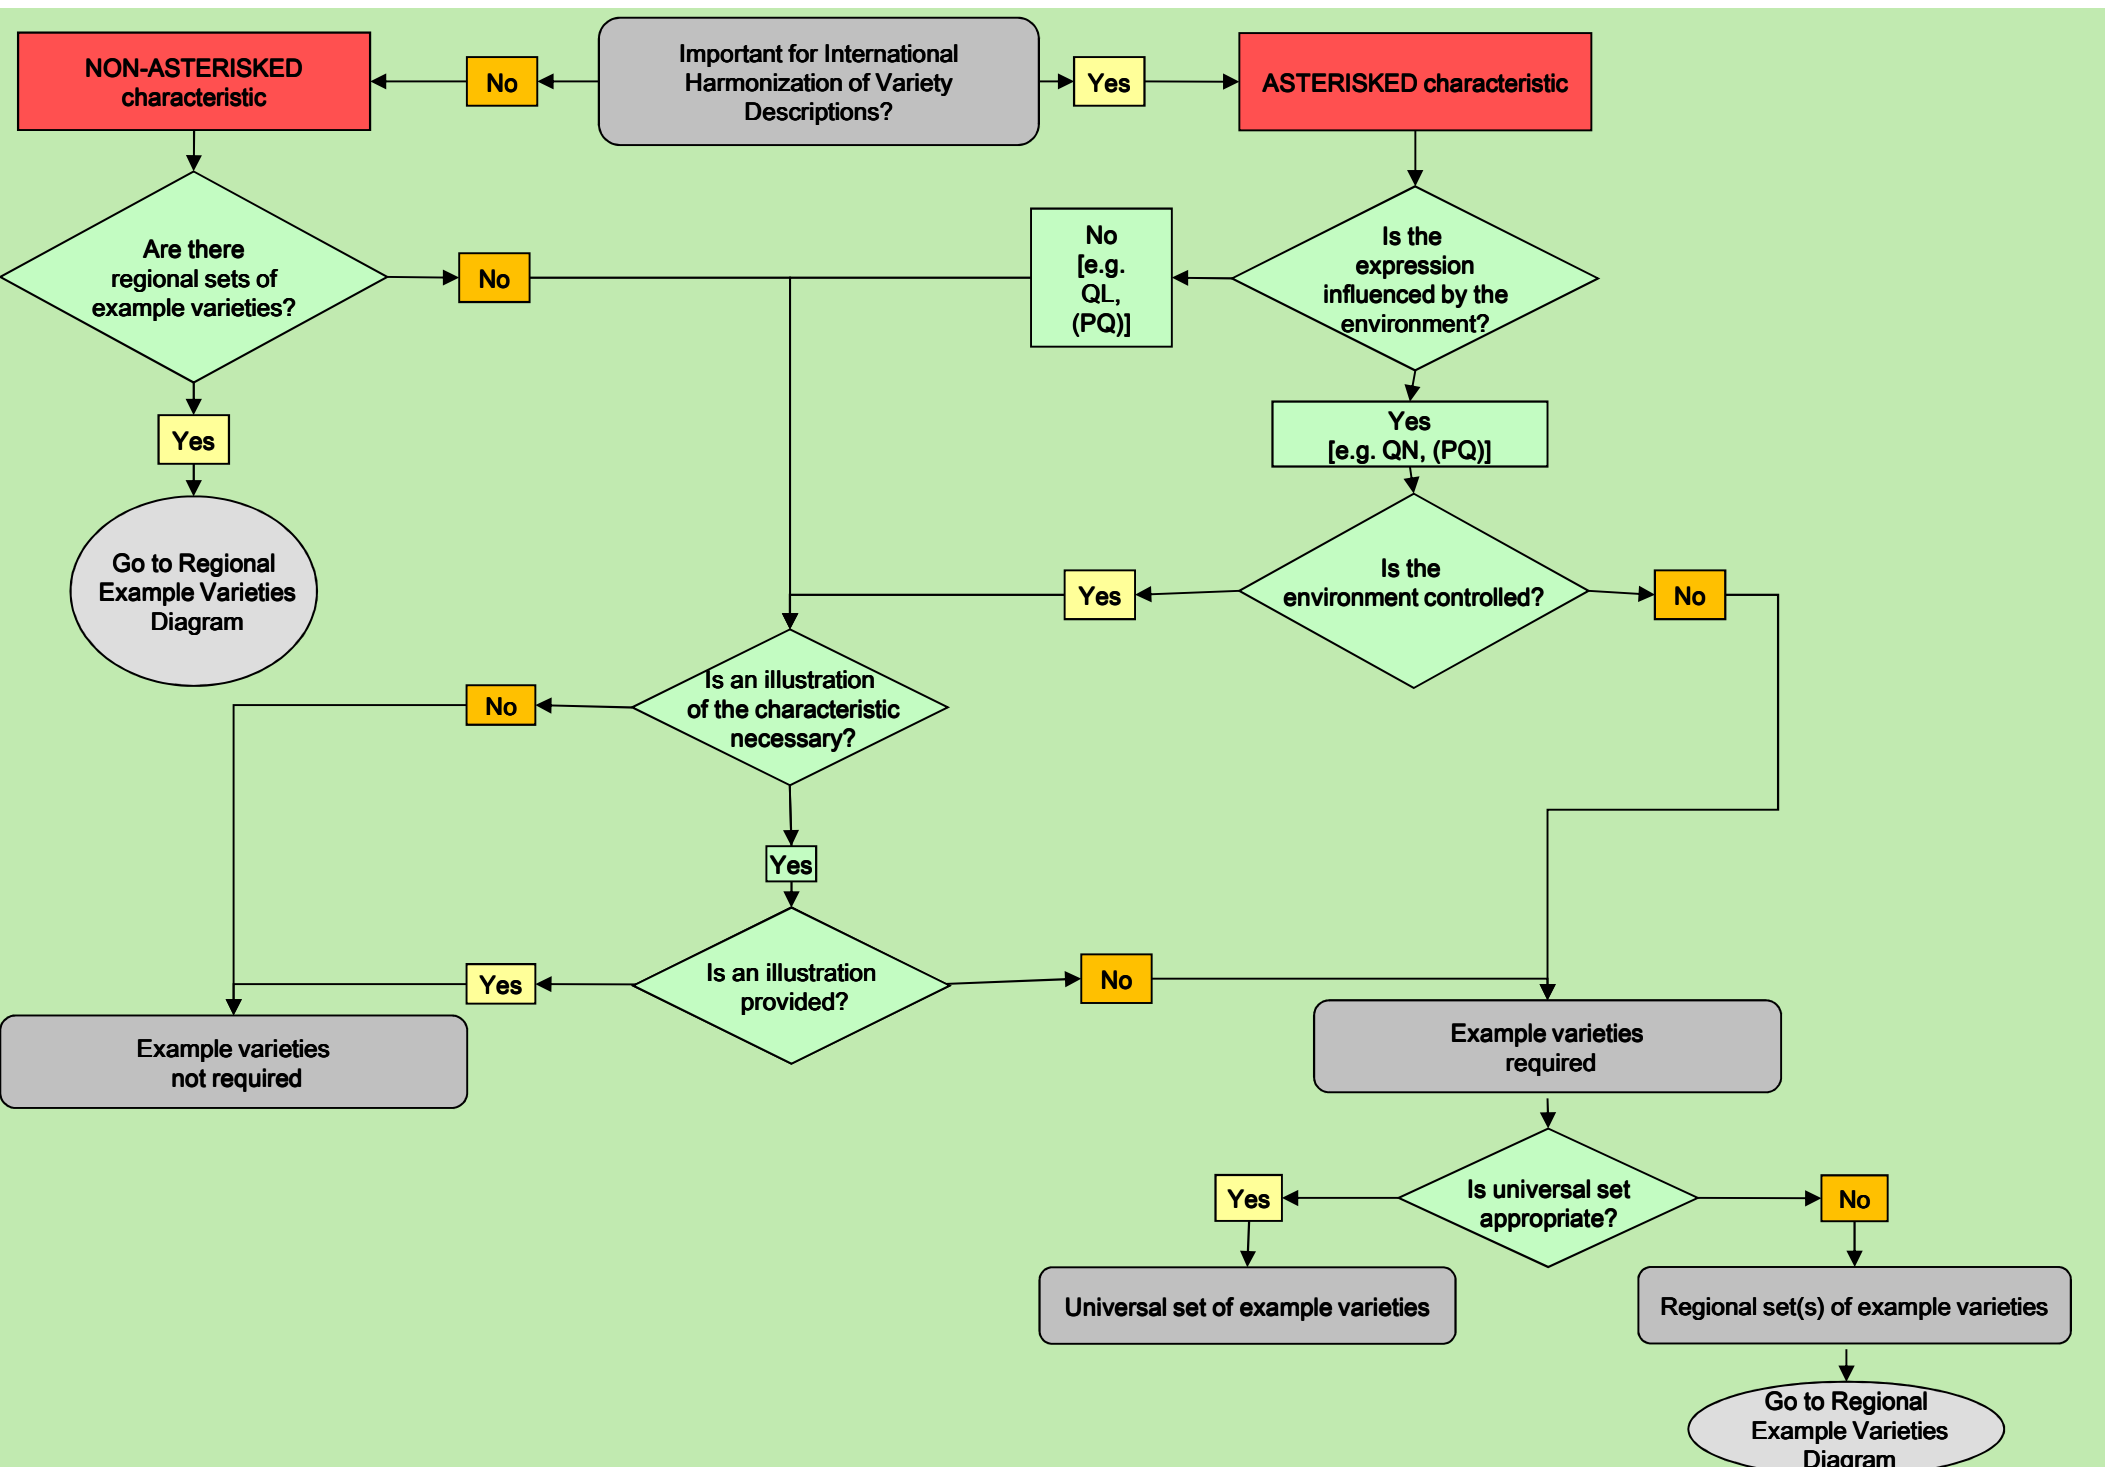 Important for International
Harmonization of Variety
Descriptions?
No
Yes
NON-ASTERISKED
characteristic
ASTERISKED characteristic
Are there
regional sets of
example varieties?
No
No
[e.g.
QL,
(PQ)]
Is the
expression
influenced by the
environment?
Yes
Yes
[e.g. QN, (PQ)]
Go to Regional
Example Varieties
Diagram
Yes
Is the
environment controlled?
No
No
Is an illustration
of the characteristic
necessary?
Yes
Yes
Is an illustration
provided?
No
Example varieties
not required
Example varieties
required
Yes
Is universal set
appropriate?
No
Universal set of example varieties
Regional set(s) of example varieties
Go to Regional
Example Varieties
Diagram